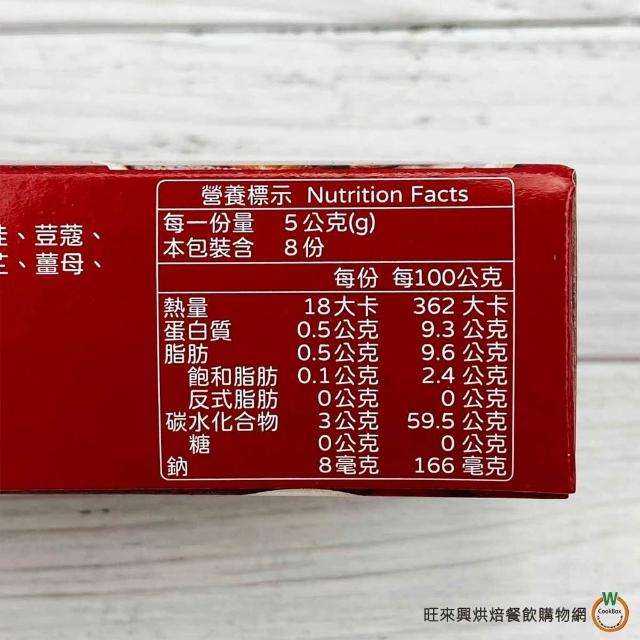 營養標示 Nutrition Facts
每一份量 5公克(g)
本包裝含 8份
每份 每100公克
熱量 18大卡 362 大卡
蛋白質 0.5公克 9.3 公克
脂肪 0.5公克 9.6 公克
飽和脂肪 0.1公克 2.4 公克
反式脂肪 0公克 0 公克
碳水化合物 3公克 59.5 公克
糖 0公克 0 公克
鈉 8毫克 166 毫克
、荳蔻、
、薑母、
旺來興烘焙餐飲購物網
W
CookBox